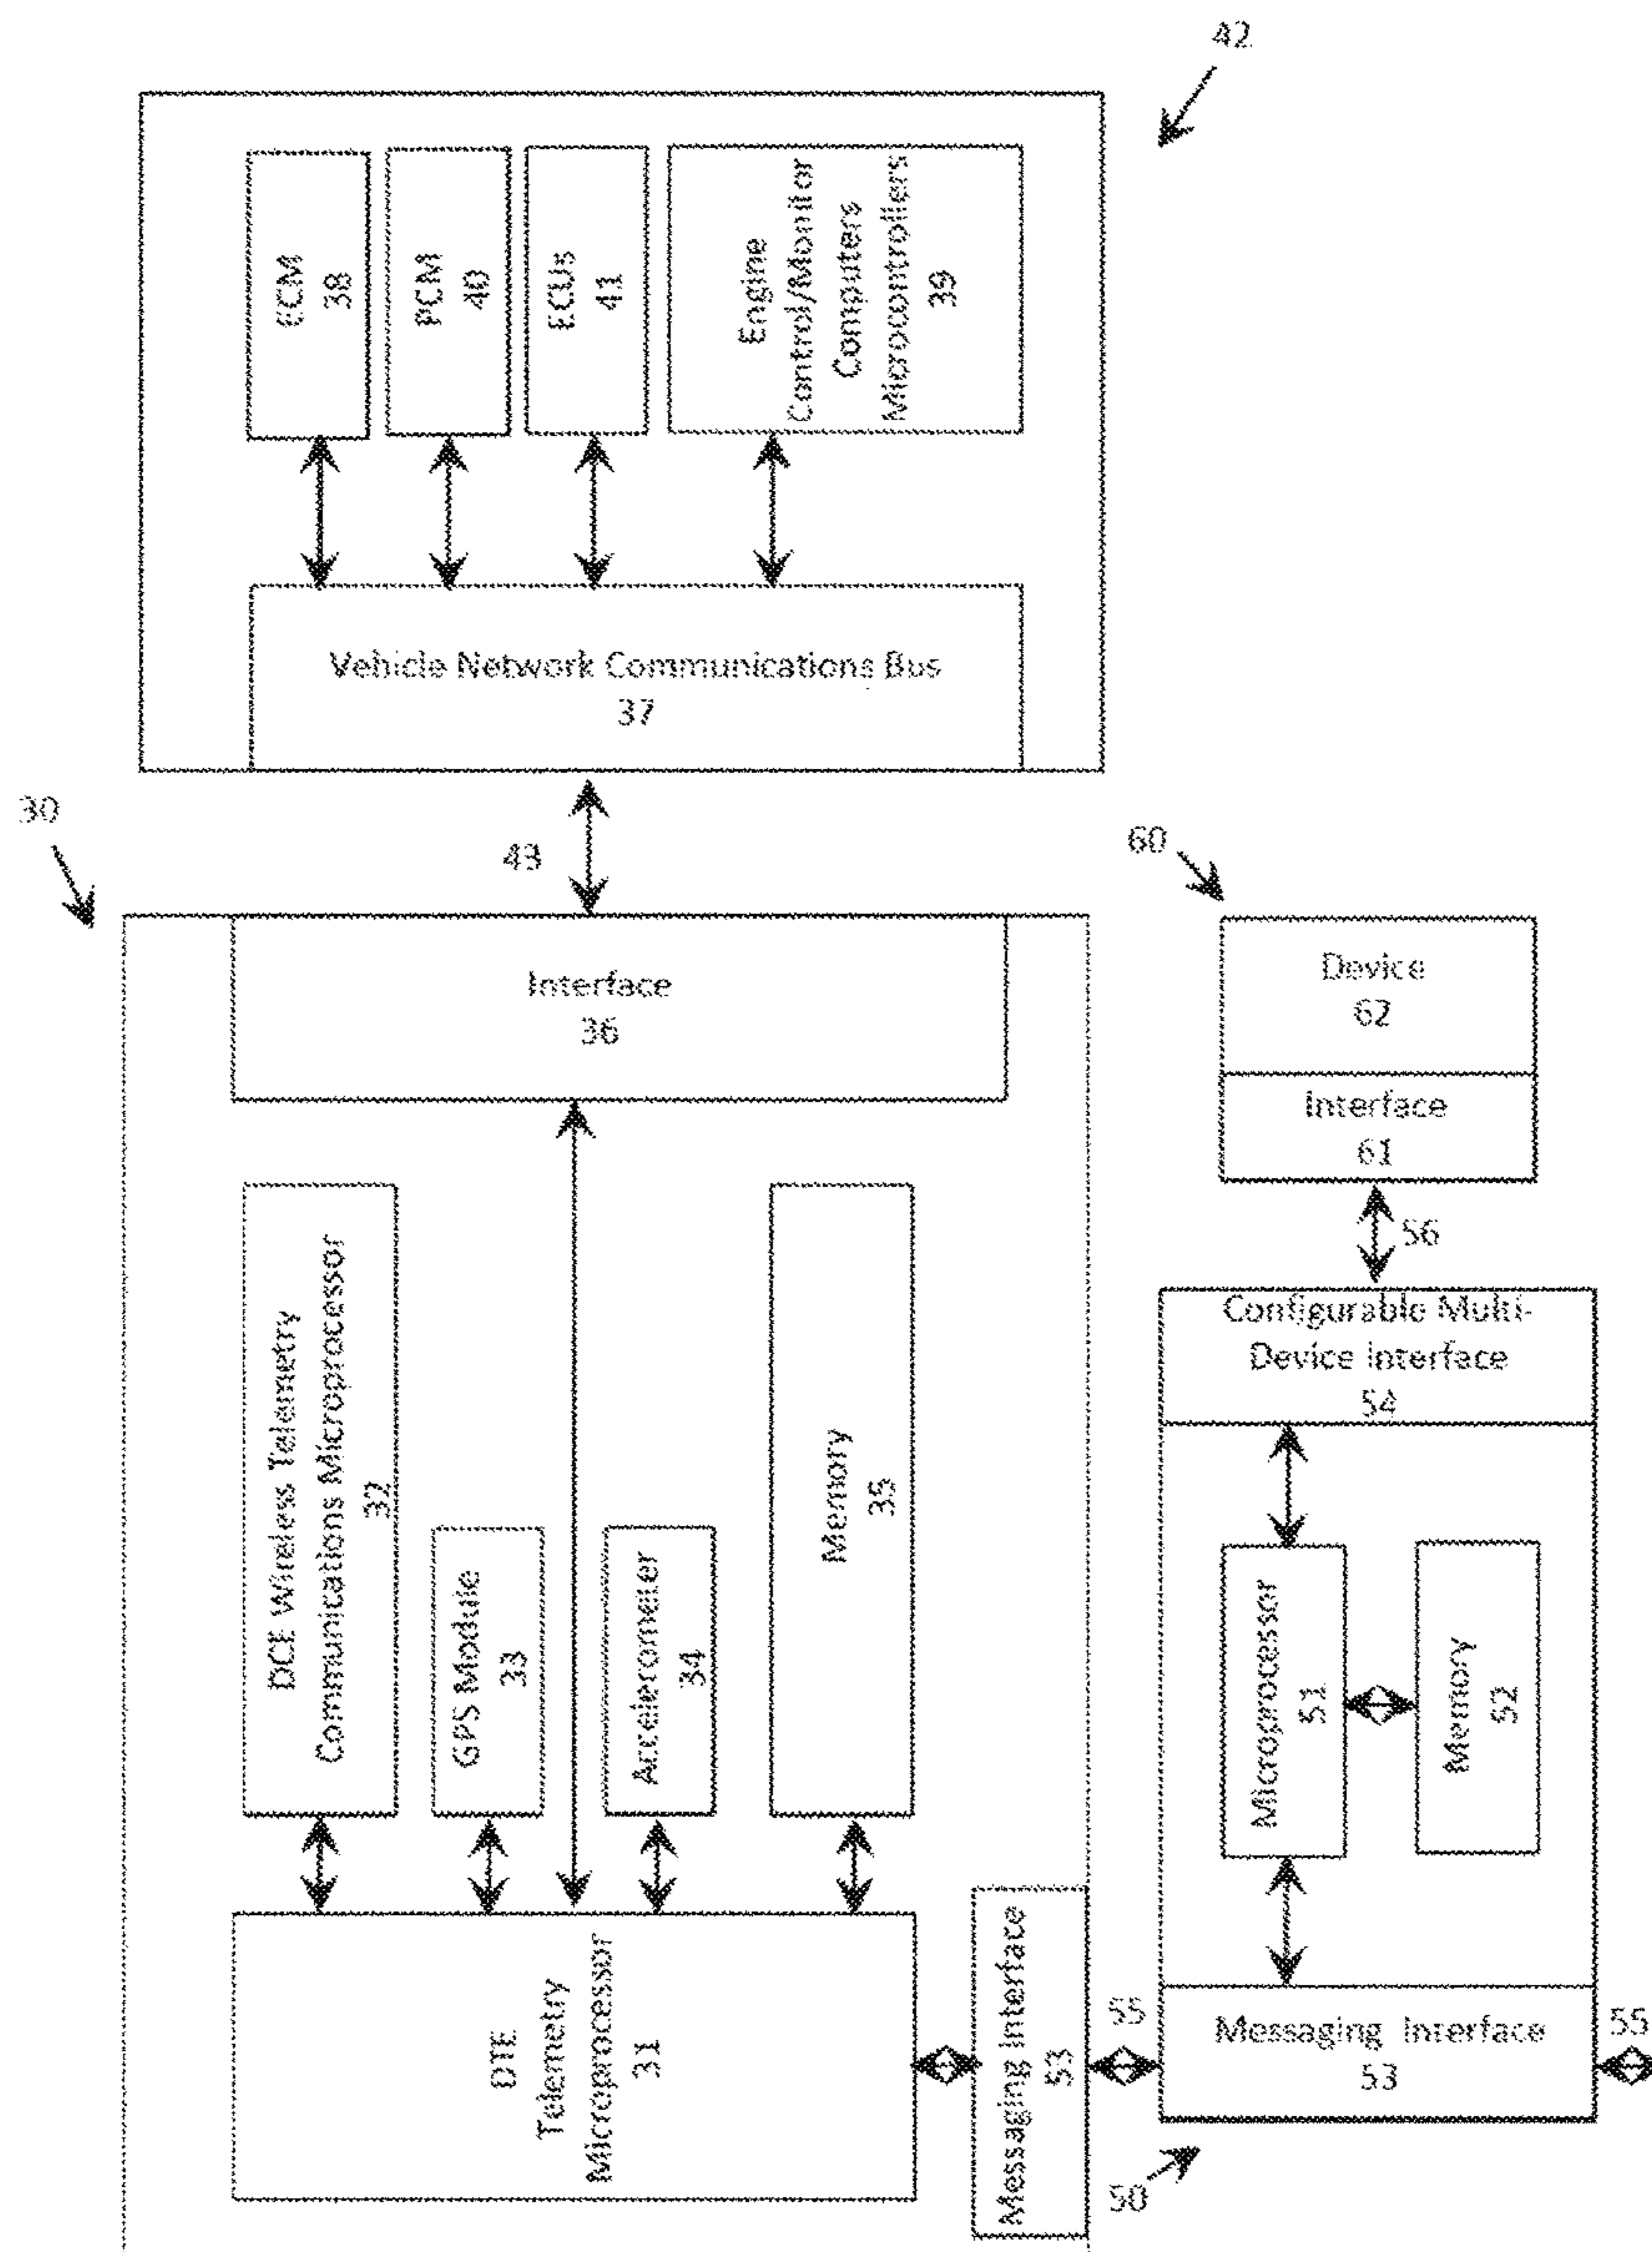 42
ECM
38
PCM
40
ECUs
41
Engine
Control/Monitor
Computers
Microcontrollers
39
Vehicle Network Communications Bus
37
30
43
60
Interface
36
Device
62
Interface
61
56
DCE Wireless Telemetry
Communications Microprocessor
32
GPS Module
33
Accelerometer
34
Memory
35
Configurable Multi-
Device Interface
54
Microprocessor
51
Memory
52
DTE
Telemetry
Microprocessor
31
Messaging Interface
53
55
Messaging Interface
53
55
50